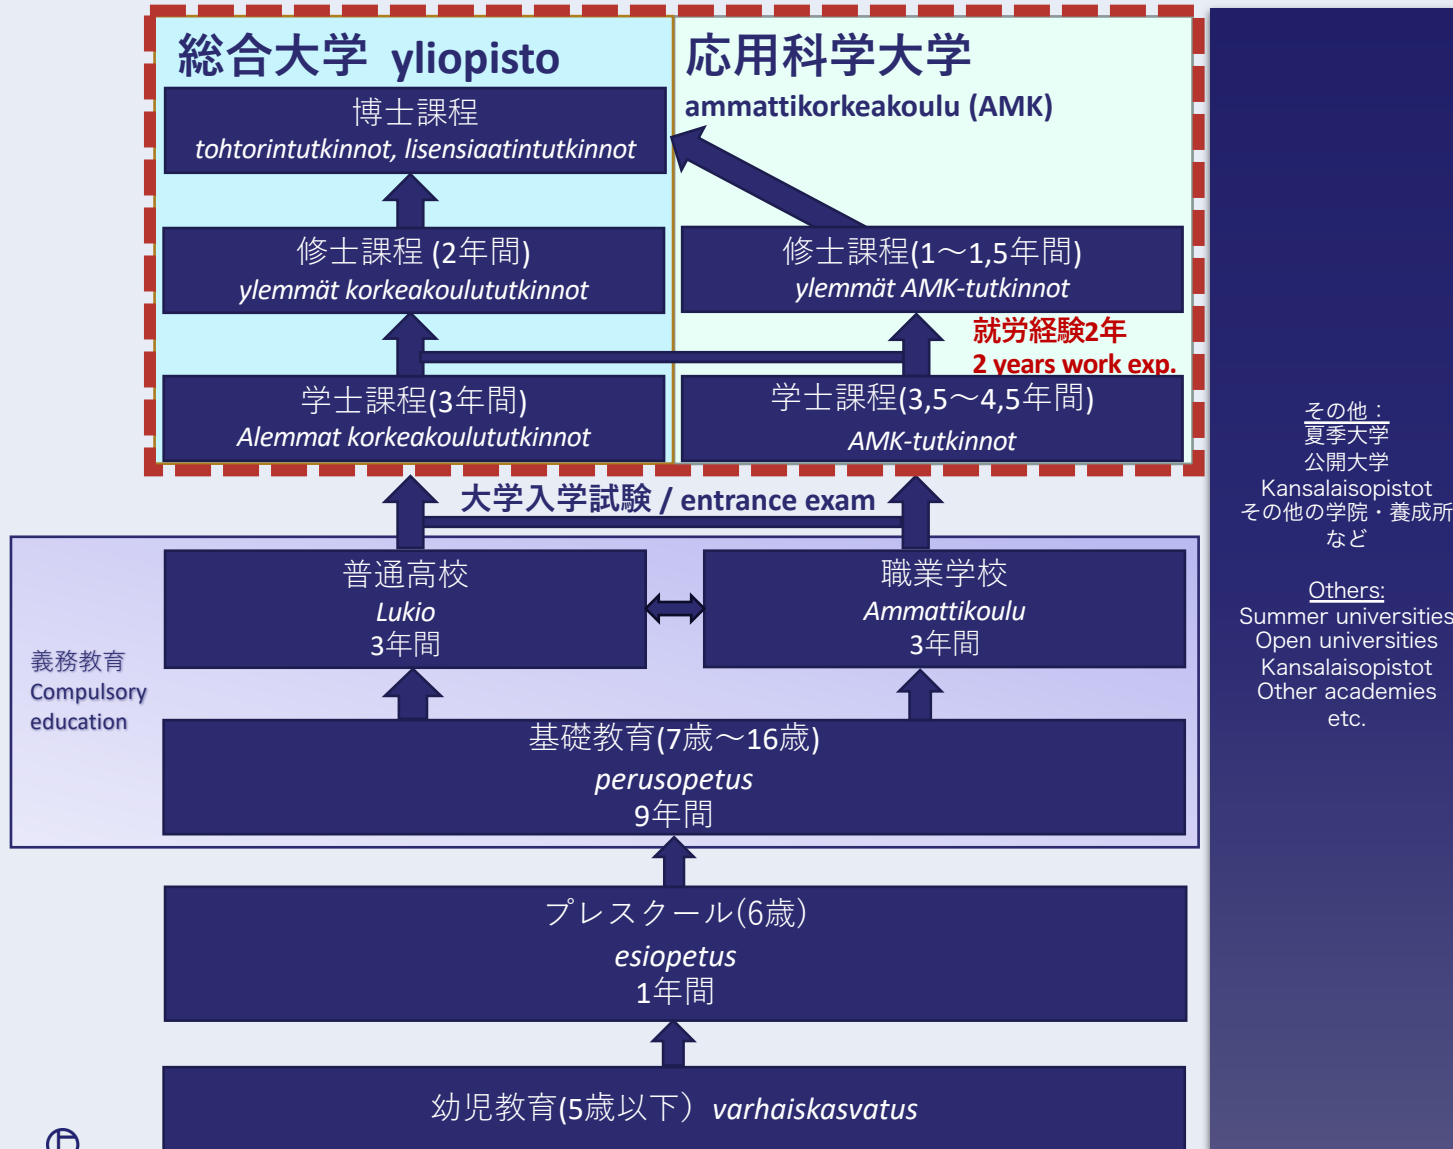 総合大学 yliopisto
博士課程
tohtorintutkinnot, lisensiaatintutkinnot
修士課程 (2年間)
ylemmät korkeakoulututkinnot
学士課程(3年間)
Alemmat korkeakoulututkinnot
応用科学大学
ammattikorkeakoulu (AMK)
修士課程(1～1,5年間)
ylemmät AMK-tutkinnot
就労経験2年
2 years work exp.
学士課程(3,5～4,5年間)
AMK-tutkinnot
大学入学試験 / entrance exam
普通高校
Lukio
3年間
職業学校
Ammattikoulu
3年間
義務教育
Compulsory
education
基礎教育(7歳～16歳)
perusopetus
9年間
プレスクール(6歳)
esiopetus
1年間
幼児教育(5歳以下）varhaiskasvatus
その他：
夏季大学
公開大学
Kansalaisopistot
その他の学院・養成所
など
Others:
Summer universities
Open universities
Kansalaisopistot
Other academies
etc.